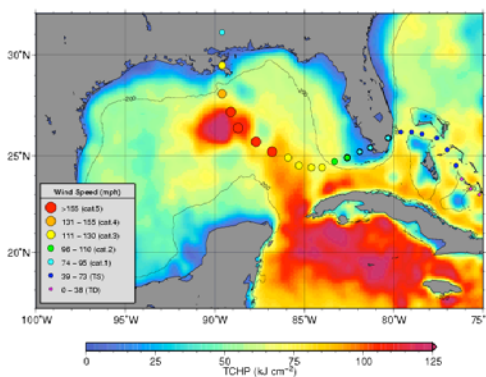 30°N
200
25°N
Wind Speed (mph)
>155 (cat.5)
131 – 155 (cat.4)
111 – 130 (cat.3)
96 – 110 (cat.2)
74 – 95 (cat.1)
39 – 73 (TS)
0 – 38 (TD)
20°N
100°W 95°W 90°W 85°W 80°W 75°
0 25 50 75 100 125
TCHP (kJ cm⁻²)